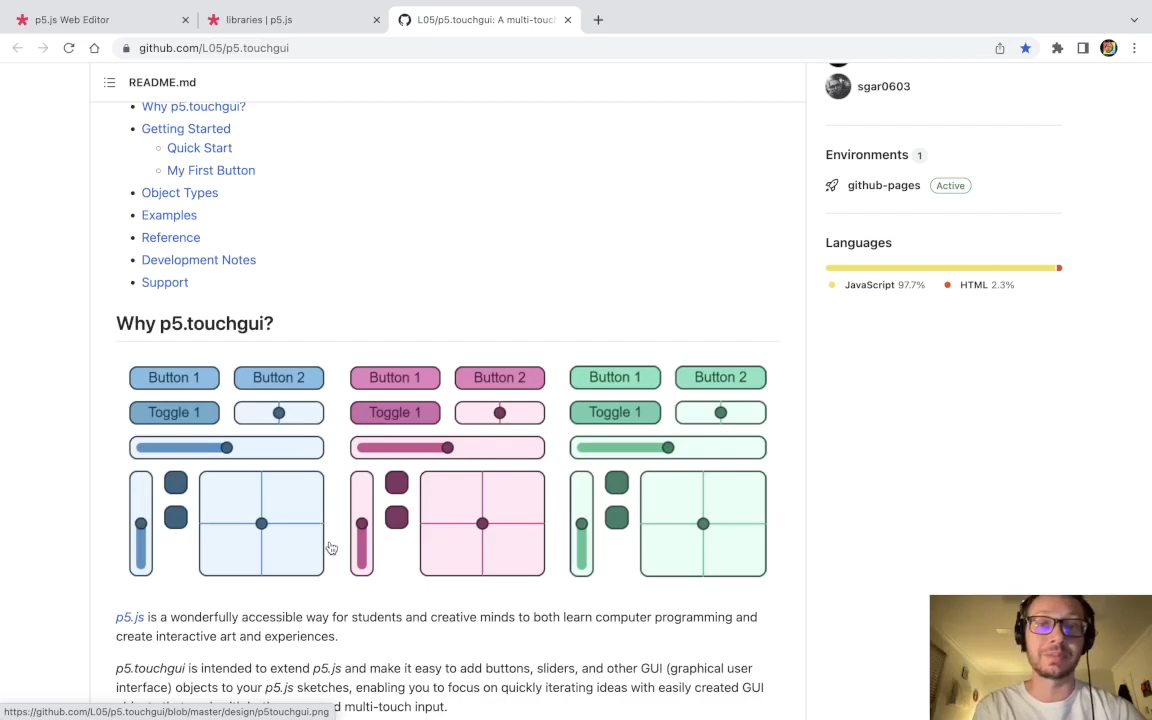 p5.js Web Editor
libraries | p5.js
L05/p5.touchgui: A multi-touch
github.com/L05/p5.touchgui
README.md
Why p5.touchgui?
Getting Started
Quick Start
My First Button
Object Types
Examples
Reference
Development Notes
Support
Why p5.touchgui?
Button 1 Button 2 Button 1 Button 2 Button 1 Button 2
Toggle 1 Toggle 1 Toggle 1
p5.js is a wonderfully accessible way for students and creative minds to both learn computer programming and
create interactive art and experiences.
p5.touchgui is intended to extend p5.js and make it easy to add buttons, sliders, and other GUI (graphical user
interface) objects to your p5.js sketches, enabling you to focus on quickly iterating ideas with easily created GUI
d multi-touch input.
https://github.com/L05/p5.touchgui/blob/master/design/p5touchgui.png
sgar0603
Environments 1
github-pages Active
Languages
JavaScript 97.7% HTML 2.3%